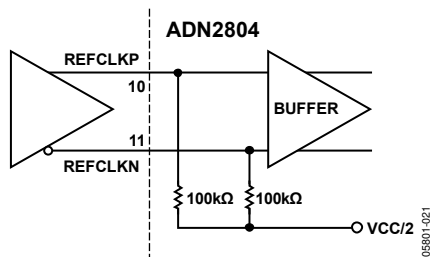 ADN2804
REFCLKP
10
BUFFER
11
REFCLKN
100kΩ
100kΩ
VCC/2
05801-021